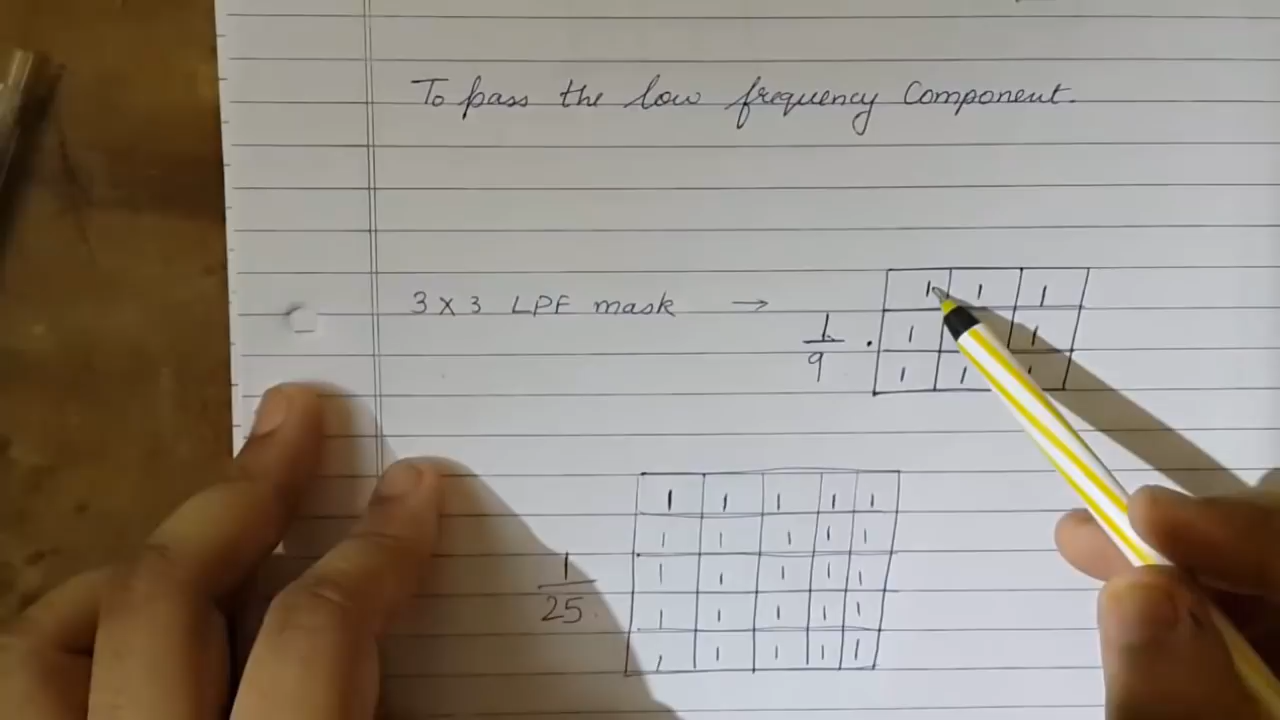 To pass the low frequency Component.
3 x 3 LPF mask →
1/9 .
1 1 1
1 1
1 1 1
1/25
1 1 1 1 1
1 1 1 1 1
1 1 1 1 1
1 1 1 1 1
1 1 1 1 1